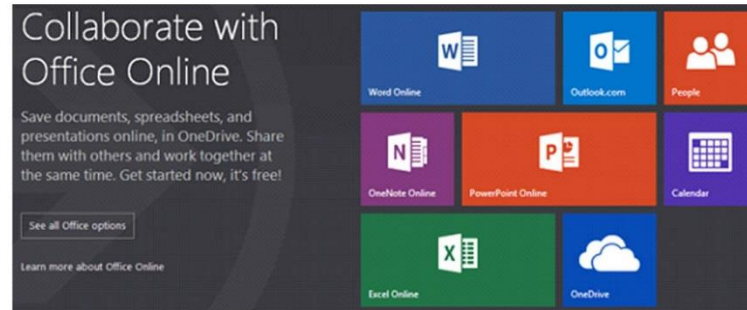 Collaborate with
Office Online
Save documents, spreadsheets, and
presentations online, in OneDrive. Share
them with others and work together at
the same time. Get started now, it's free!
See all Office options
Learn more about Office Online
W
Word Online
O
Outlook.com
People
N
OneNote Online
P
PowerPoint Online
Calendar
X
Excel Online
OneDrive